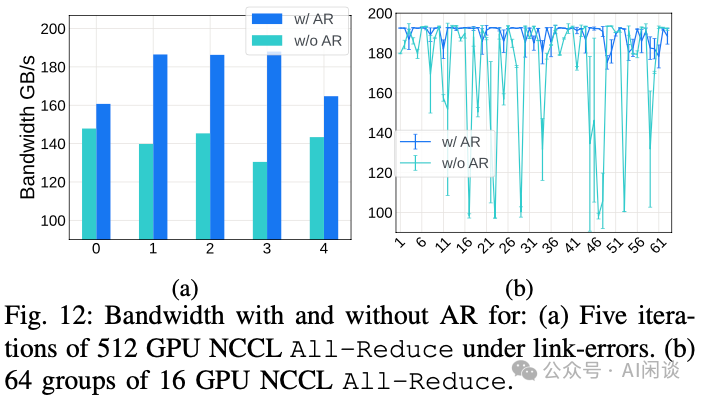 w/ AR
w/o AR
Bandwidth GB/s
200
180
160
140
120
100
0 1 2 3 4
(a)
200
180
160
140
120
100
w/ AR
w/o AR
1 6 11 16 21 26 31 36 41 46 51 56 61
(b)
Fig. 12: Bandwidth with and without AR for: (a) Five itera-
tions of 512 GPU NCCL All-Reduce under link-errors. (b)
64 groups of 16 GPU NCCL All-Reduce.
公众号 · AI闲谈